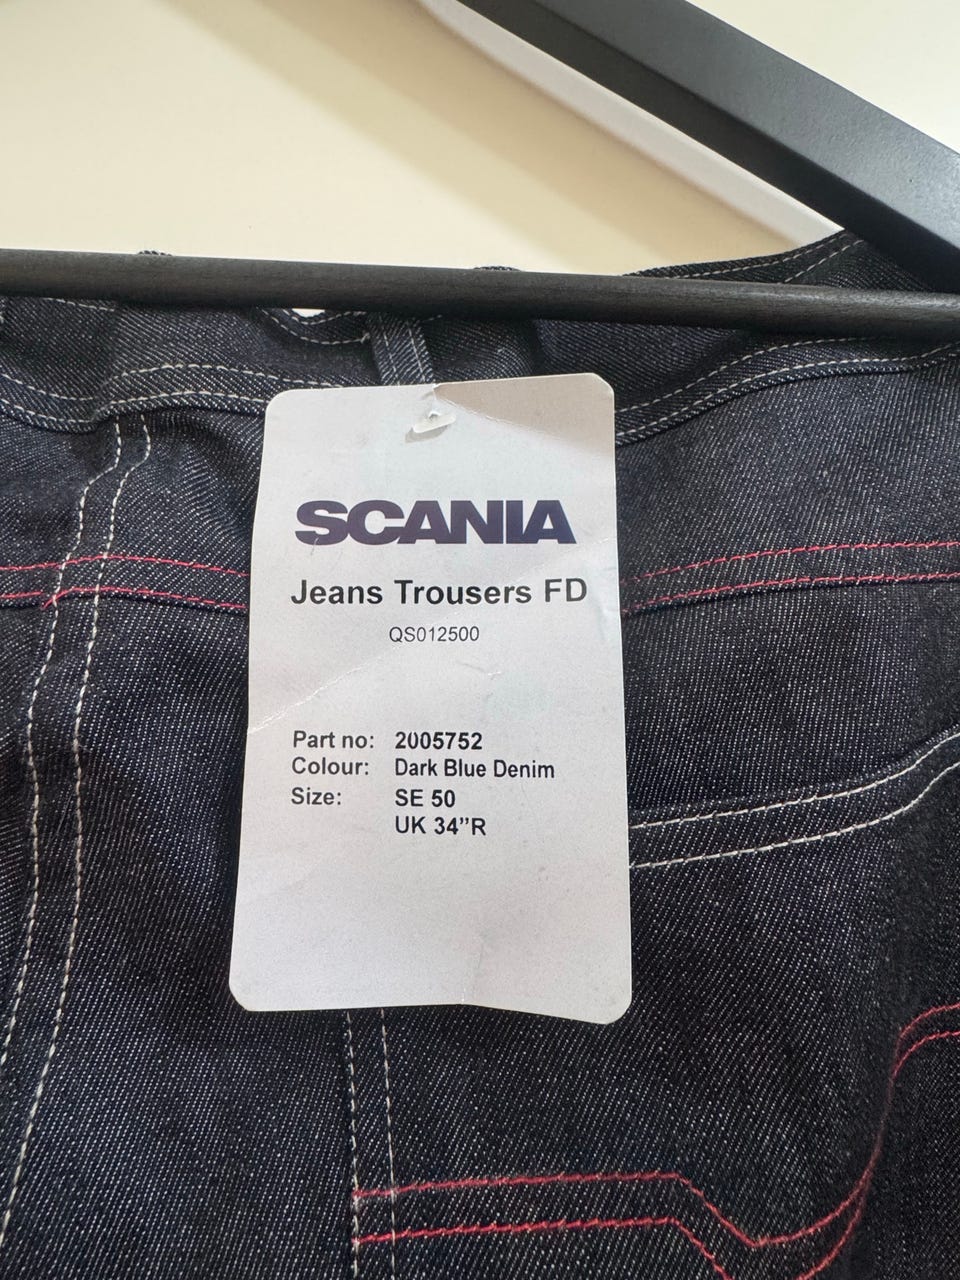 SCANIA
Jeans Trousers FD
QS012500
Part no: 2005752
Colour: Dark Blue Denim
Size: SE 50
UK 34”R